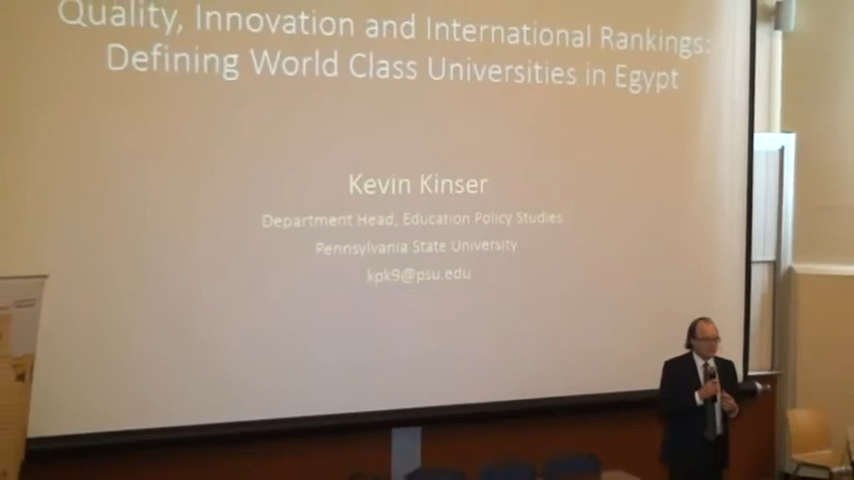 Quality, Innovation and International Rankings:
Defining World Class Universities in Egypt
Kevin Kinser
Department Head, Education Policy Studies
Pennsylvania State University
kpk9@psu.edu